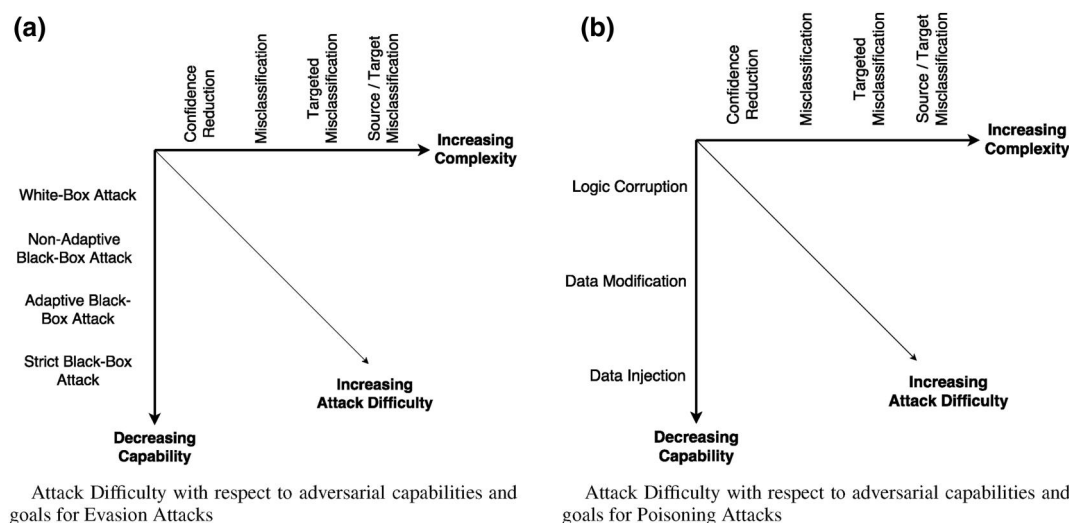 (a)
Confidence
Reduction
Misclassification
Targeted
Misclassification
Source / Target
Misclassification
Increasing
Complexity
White-Box Attack
Non-Adaptive
Black-Box Attack
Adaptive Black-
Box Attack
Strict Black-Box
Attack
Increasing
Attack Difficulty
Decreasing
Capability
Attack Difficulty with respect to adversarial capabilities and
goals for Evasion Attacks
(b)
Confidence
Reduction
Misclassification
Targeted
Misclassification
Source / Target
Misclassification
Increasing
Complexity
Logic Corruption
Data Modification
Data Injection
Increasing
Attack Difficulty
Decreasing
Capability
Attack Difficulty with respect to adversarial capabilities and
goals for Poisoning Attacks